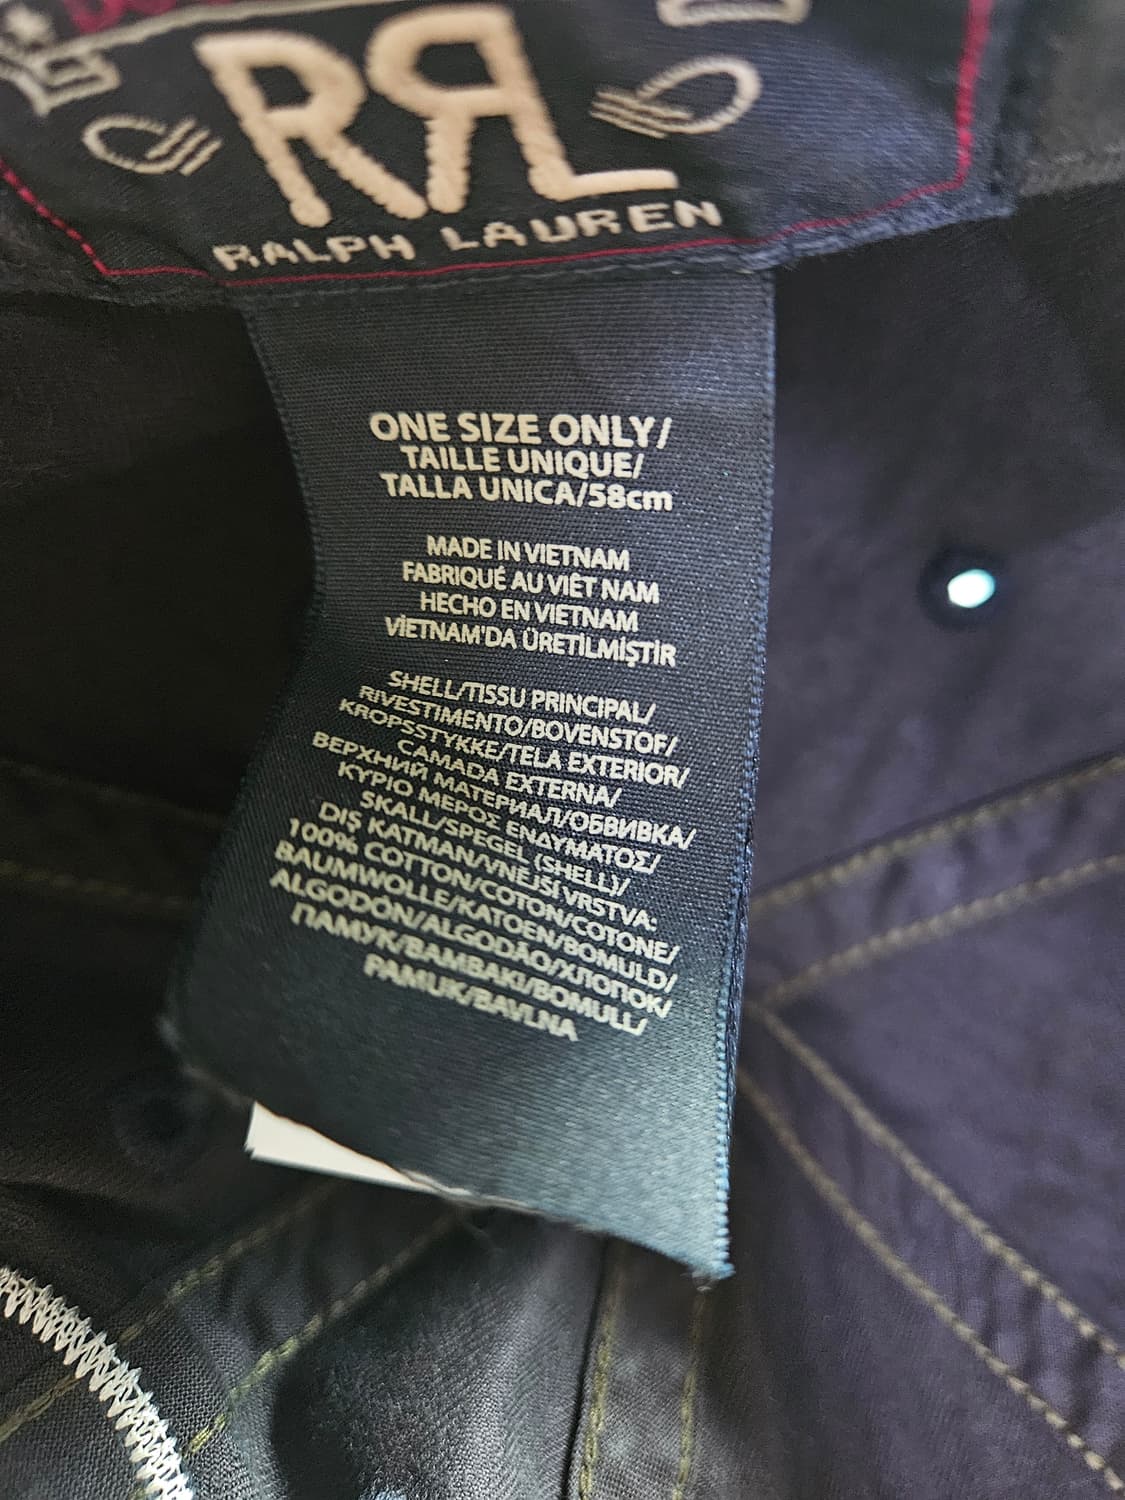 RRL
RALPH LAUREN
ONE SIZE ONLY/
TAILLE UNIQUE/
TALLA UNICA/58cm
MADE IN VIETNAM
FABRIQUÉ AU VIÊT NAM
HECHO EN VIETNAM
VİETNAM'DA ÜRETİLMİŞTİR
SHELL/TISSU PRINCIPAL/
RIVESTIMENTO/BOVENSTOF/
KROPSSTYKKE/TELA EXTERIOR/
CAMADA EXTERNA/
ВЕРХНИЙ МАТЕРИАЛ/ОБВИВКА/
ΚΥΡΙΟ ΜΕΡΟΣ ΕΝΔΥΜΑΤΟΣ/
SKALL/SPEGEL (SHELL)/
DIŞ KATMAN/VNĚJŠÍ VRSTVA:
100% COTTON/COTON/COTONE/
BAUMWOLLE/KATOEN/BOMULD/
ALGODÓN/ALGODÃO/ХЛОПОК/
ПАМУК/ΒΑΜΒΑΚΙ/BOMULL/
PAMUK/BAVLNA